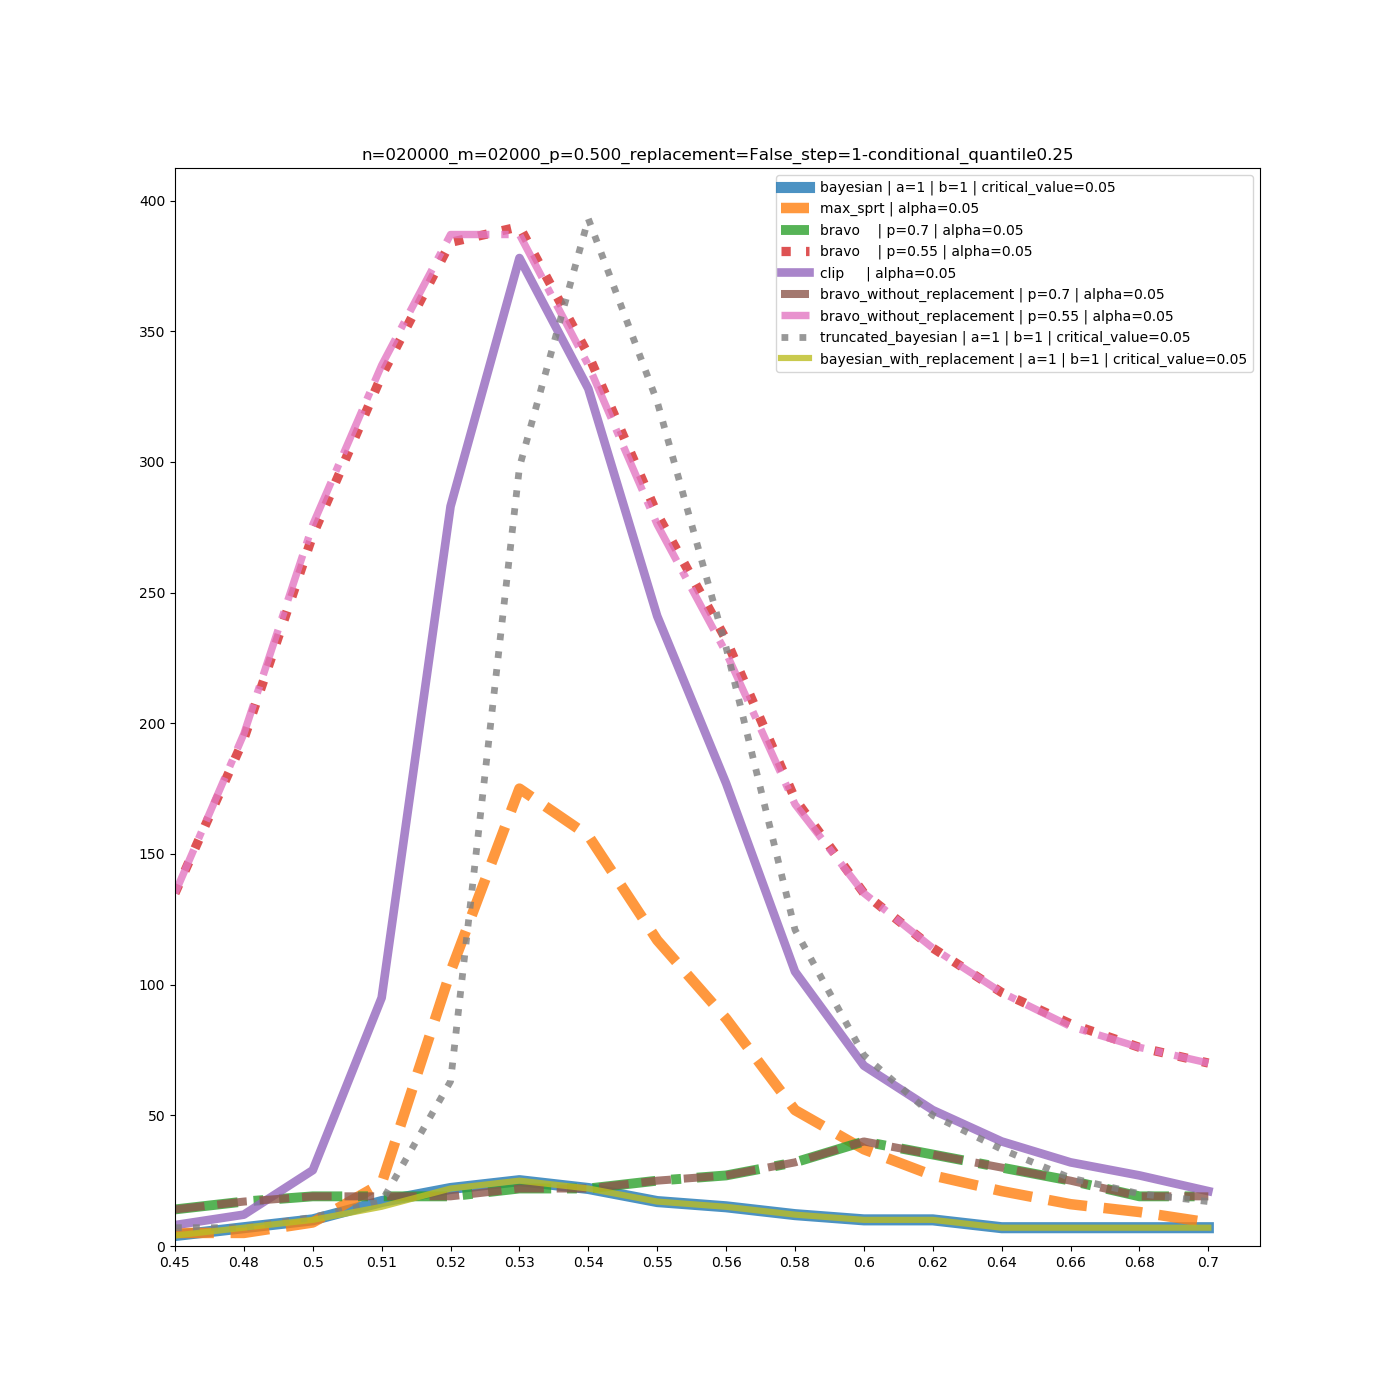 n=020000_m=02000_p=0.500_replacement=False_step=1-conditional_quantile0.25
400
350
300
250
200
150
100
50
0
bayesian | a=1 | b=1 | critical_value=0.05
max_sprt | alpha=0.05
bravo    | p=0.7 | alpha=0.05
bravo    | p=0.55 | alpha=0.05
clip     | alpha=0.05
bravo_without_replacement | p=0.7 | alpha=0.05
bravo_without_replacement | p=0.55 | alpha=0.05
truncated_bayesian | a=1 | b=1 | critical_value=0.05
bayesian_with_replacement | a=1 | b=1 | critical_value=0.05
0.45 0.48 0.5 0.51 0.52 0.53 0.54 0.55 0.56 0.58 0.6 0.62 0.64 0.66 0.68 0.7